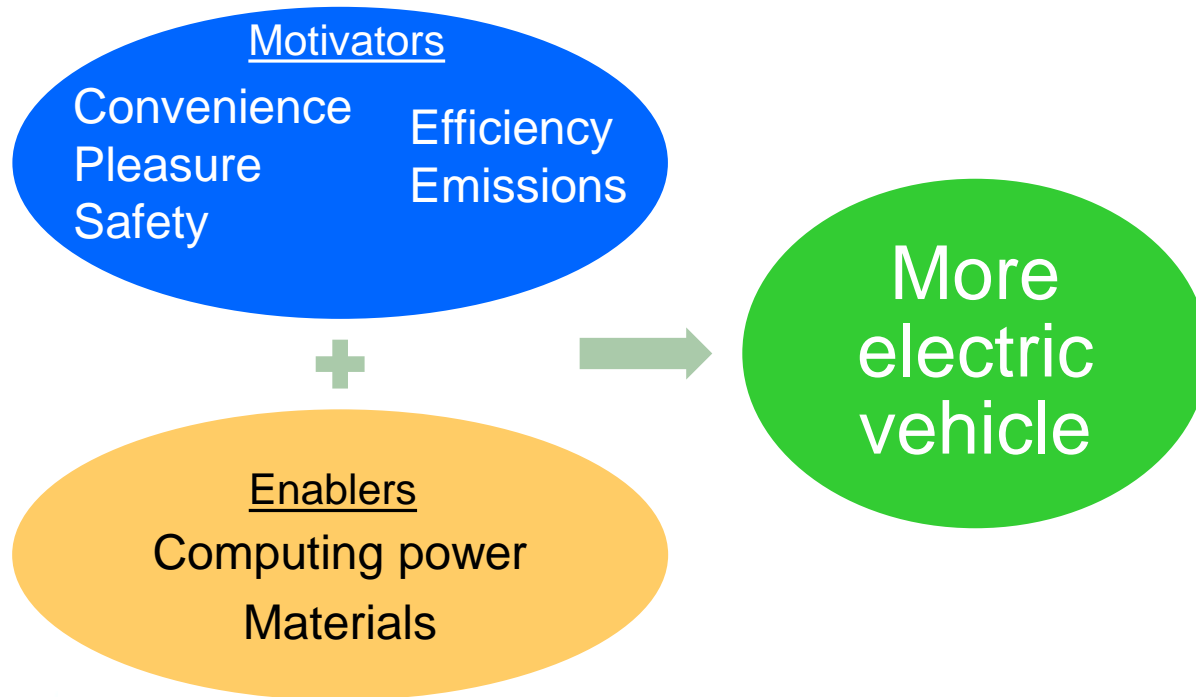 Motivators
Convenience
Pleasure
Safety
Efficiency
Emissions
Enablers
Computing power
Materials
More
electric
vehicle